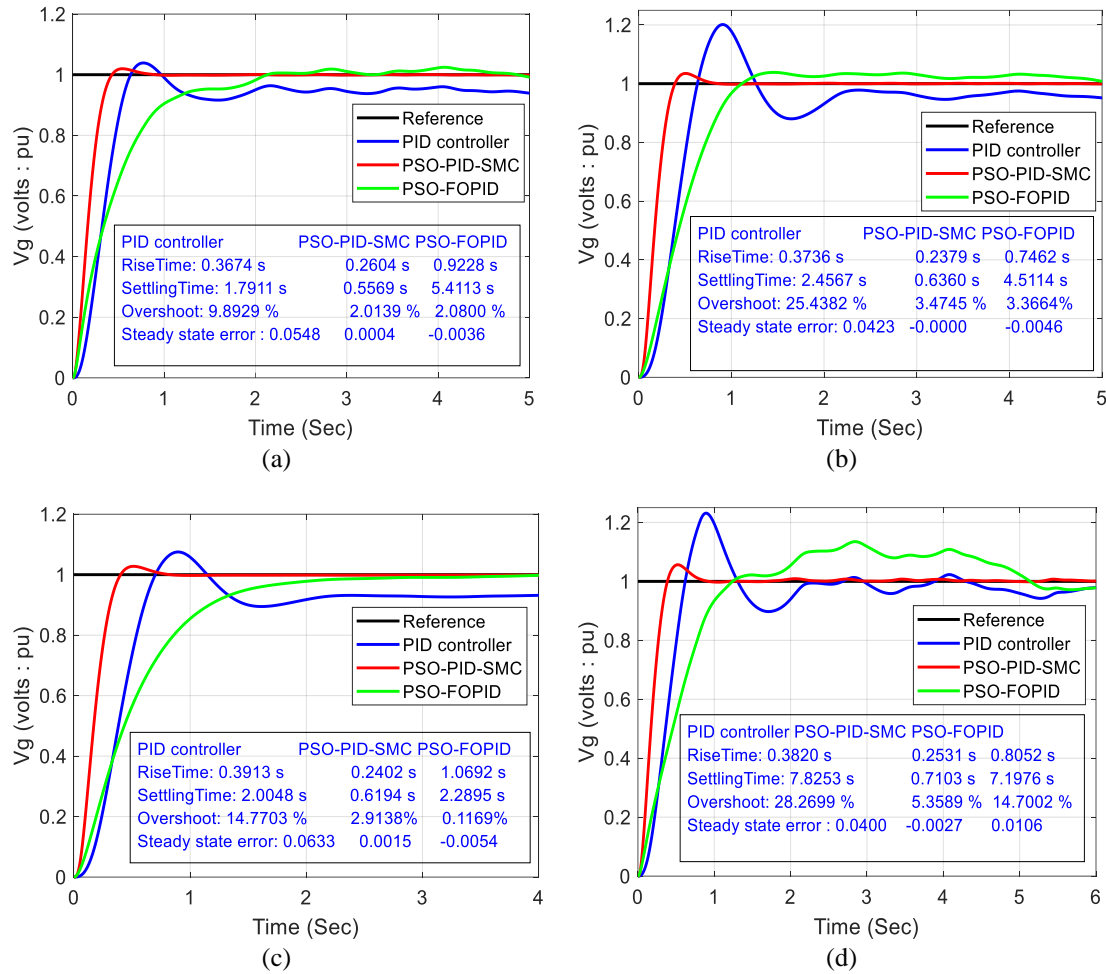 1.2
1
0.8
0.6
0.4
0.2
0
0 1 2 3 4 5
Vg (volts : pu)
Time (Sec)
Reference
PID controller
PSO-PID-SMC
PSO-FOPID
PID controller PSO-PID-SMC PSO-FOPID
RiseTime: 0.3674 s 0.2604 s 0.9228 s
SettlingTime: 1.7911 s 0.5569 s 5.4113 s
Overshoot: 9.8929 % 2.0139 % 2.0800 %
Steady state error : 0.0548 0.0004 -0.0036
(a)
1.2
1
0.8
0.6
0.4
0.2
0
0 1 2 3 4 5
Vg (volts : pu)
Time (Sec)
Reference
PID controller
PSO-PID-SMC
PSO-FOPID
PID controller PSO-PID-SMC PSO-FOPID
RiseTime: 0.3736 s 0.2379 s 0.7462 s
SettlingTime: 2.4567 s 0.6360 s 4.5114 s
Overshoot: 25.4382 % 3.4745 % 3.3664%
Steady state error: 0.0423 -0.0000 -0.0046
(b)
1.2
1
0.8
0.6
0.4
0.2
0
0 1 2 3 4
Vg (volts : pu)
Time (Sec)
Reference
PID controller
PSO-PID-SMC
PSO-FOPID
PID controller PSO-PID-SMC PSO-FOPID
RiseTime: 0.3913 s 0.2402 s 1.0692 s
SettlingTime: 2.0048 s 0.6194 s 2.2895 s
Overshoot: 14.7703 % 2.9138% 0.1169%
Steady state error: 0.0633 0.0015 -0.0054
(c)
1.2
1
0.8
0.6
0.4
0.2
0
0 1 2 3 4 5 6
Vg (volts : pu)
Time (Sec)
Reference
PID controller
PSO-PID-SMC
PSO-FOPID
PID controller PSO-PID-SMC PSO-FOPID
RiseTime: 0.3820 s 0.2531 s 0.8052 s
SettlingTime: 7.8253 s 0.7103 s 7.1976 s
Overshoot: 28.2699 % 5.3589 % 14.7002 %
Steady state error : 0.0400 -0.0027 0.0106
(d)